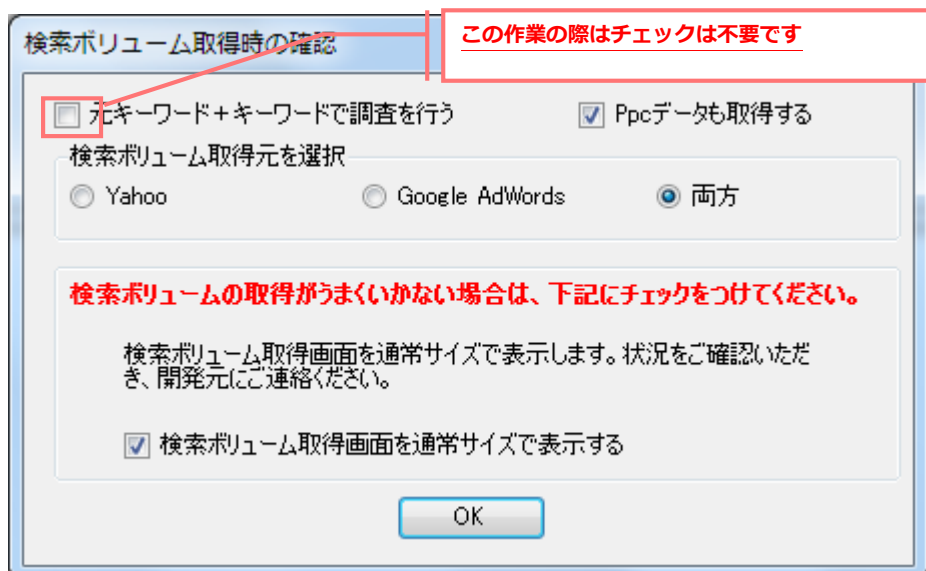 この作業の際はチェックは不要です
検索ボリューム取得時の確認
元キーワード+キーワードで調査を行う
Ppcデータも取得する
検索ボリューム取得元を選択
Yahoo
Google AdWords
両方
検索ボリュームの取得がうまくいかない場合は、下記にチェックをつけてください。
検索ボリューム取得画面を通常サイズで表示します。状況をご確認いただ
き、開発元にご連絡ください。
検索ボリューム取得画面を通常サイズで表示する
OK